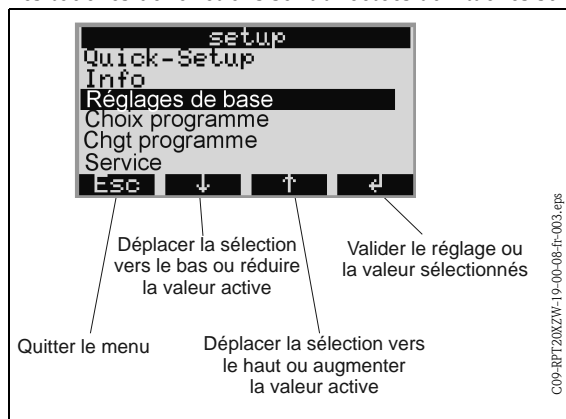 setup
Quick-Setup
Info
Réglages de base
Choix programme
Chgt programme
Service
Esc ↓ ↑ ↲
Déplacer la sélection
vers le bas ou réduire
la valeur active
Valider le réglage ou
la valeur sélectionnés
Quitter le menu
Déplacer la sélection vers
le haut ou augmenter
la valeur active
C09-RPT20XZW-19-00-08-fr-003.eps